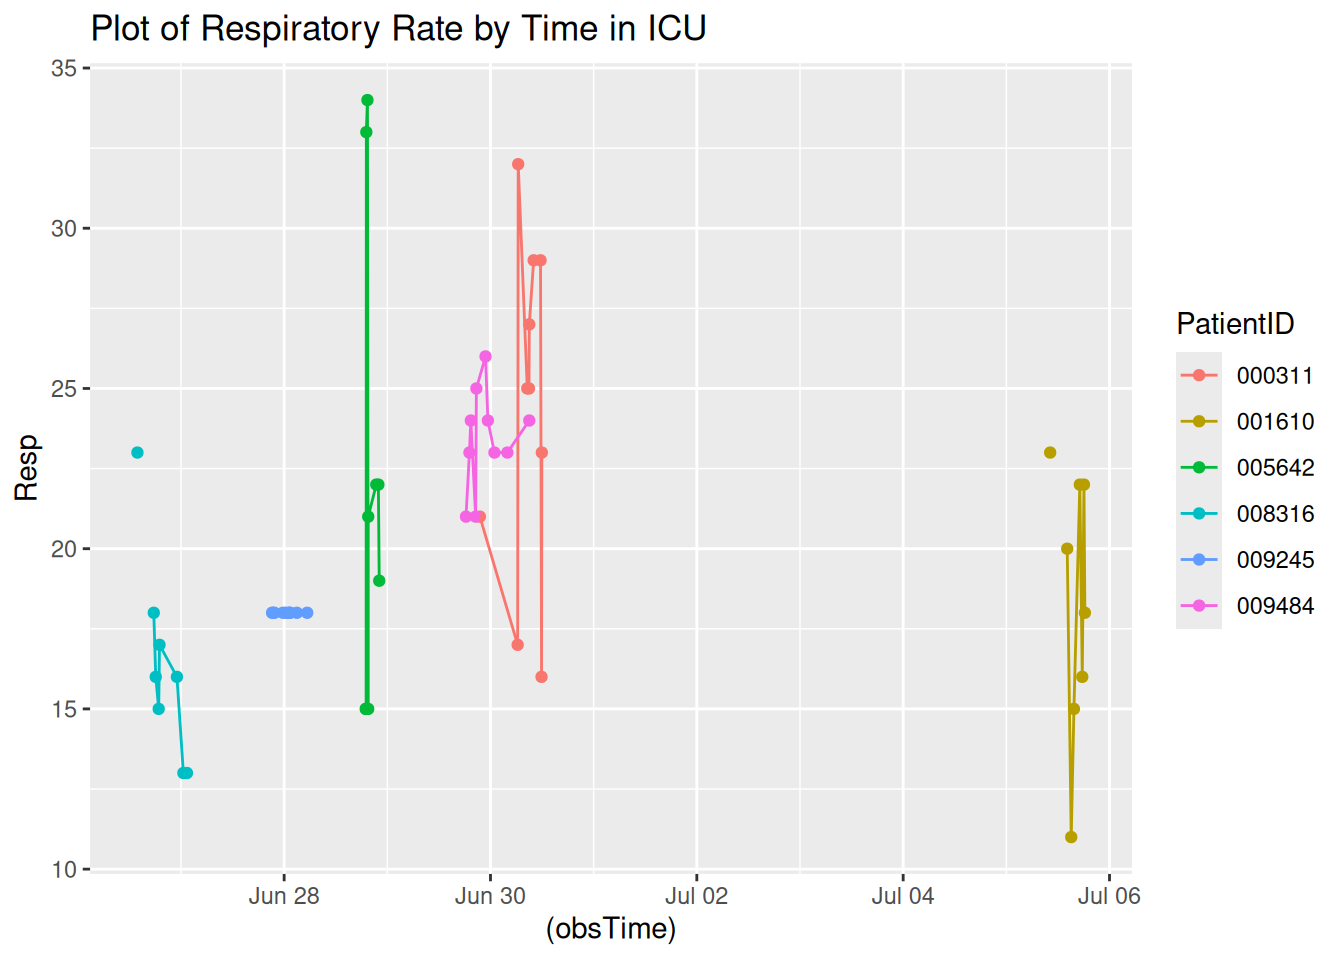 Plot of Respiratory Rate by Time in ICU
35
30
25
20
15
10
Resp
Jun 28 Jun 30 Jul 02 Jul 04 Jul 06
(obsTime)
PatientID
000311
001610
005642
008316
009245
009484